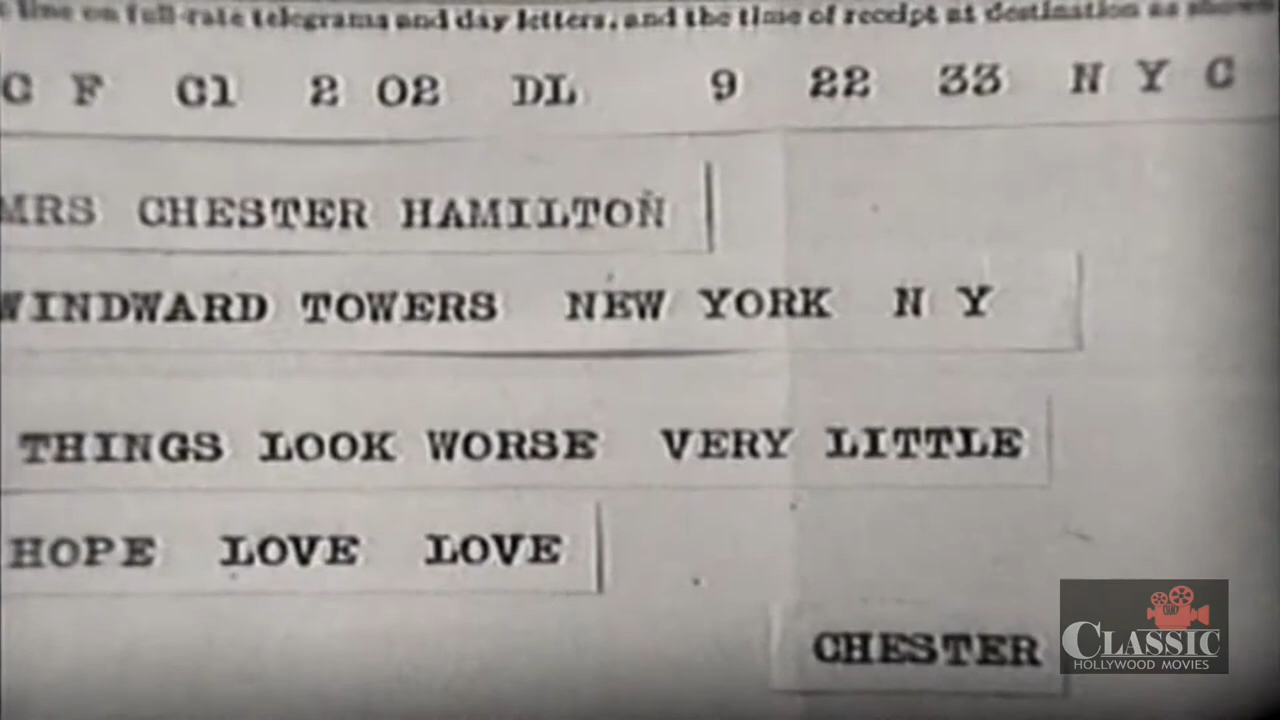 line on full-rate telegrams and day letters, and the time of receipt at destination as shown
C F C1 2 02 DL 9 22 33 N Y C
MRS CHESTER HAMILTON
WINDWARD TOWERS NEW YORK N Y
THINGS LOOK WORSE VERY LITTLE
HOPE LOVE LOVE
CHESTER
CLASSIC
HOLLYWOOD MOVIES